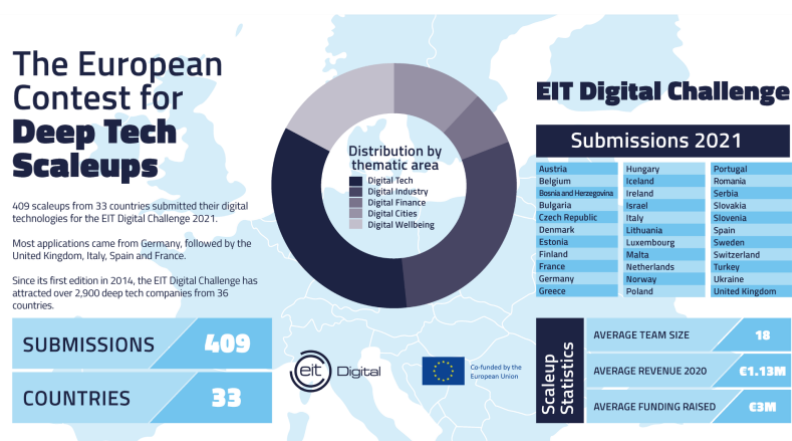 The European
Contest for
Deep Tech
Scaleups
409 scaleups from 33 countries submitted their digital
technologies for the EIT Digital Challenge 2021.
Most applications came from Germany, followed by the
United Kingdom, Italy, Spain and France.
Since its first edition in 2014, the EIT Digital Challenge has
attracted over 2,900 deep tech companies from 36
countries.
SUBMISSIONS 409
COUNTRIES 33
Distribution by
thematic area
Digital Tech
Digital Industry
Digital Finance
Digital Cities
Digital Wellbeing
eit Digital
Co-funded by the
European Union
EIT Digital Challenge
Submissions 2021
Austria
Belgium
Bosnia and Herzegovina
Bulgaria
Czech Republic
Denmark
Estonia
Finland
France
Germany
Greece
Hungary
Iceland
Ireland
Israel
Italy
Lithuania
Luxembourg
Malta
Netherlands
Norway
Poland
Portugal
Romania
Serbia
Slovakia
Slovenia
Spain
Sweden
Switzerland
Turkey
Ukraine
United Kingdom
Scaleup
Statistics
AVERAGE TEAM SIZE 18
AVERAGE REVENUE 2020 €1.13M
AVERAGE FUNDING RAISED €3M